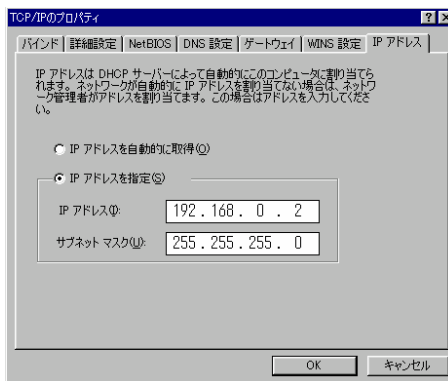 TCP/IPのプロパティ
バインド 詳細設定 NetBIOS DNS 設定 ゲートウェイ WINS 設定 IP アドレス
IP アドレスは DHCP サーバーによって自動的にこのコンピュータに割り当てら
れます。ネットワークが自動的に IP アドレスを割り当てない場合は、ネットワ
ーク管理者がアドレスを割り当てます。この場合はアドレスを入力してくださ
い。
IP アドレスを自動的に取得(O)
IP アドレスを指定(S)
IP アドレス(I): 192.168.0.2
サブネット マスク(U): 255.255.255.0
OK キャンセル